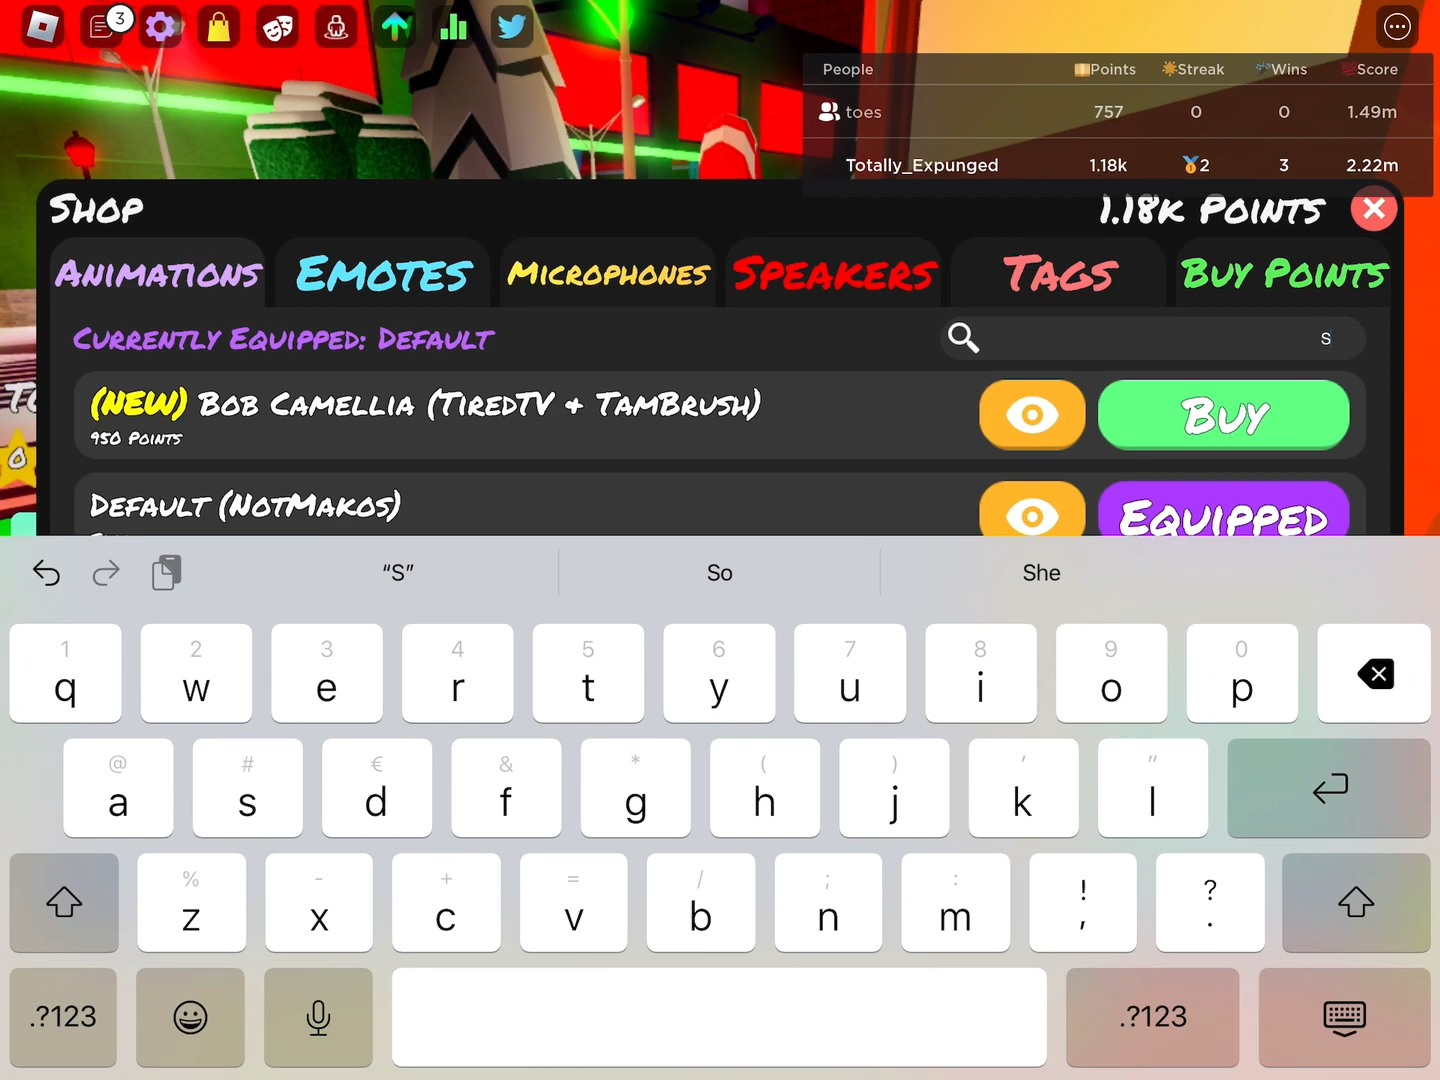 3
People Points Streak Wins Score
toes 757 0 0 1.49m
Totally_Expunged 1.18k 2 3 2.22m
Shop 1.18k Points
Animations Emotes Microphones Speakers Tags Buy Points
Currently Equipped: Default s
(NEW) Bob Camellia (TiredTV & TamBrush) Buy
950 Points
Default (NotMakos) Equipped
“S” So She
1 2 3 4 5 6 7 8 9 0
q w e r t y u i o p
@ # € & * ( ) ' "
a s d f g h j k l
% - + = / ; : ! ?
z x c v b n m , .
.?123 .?123